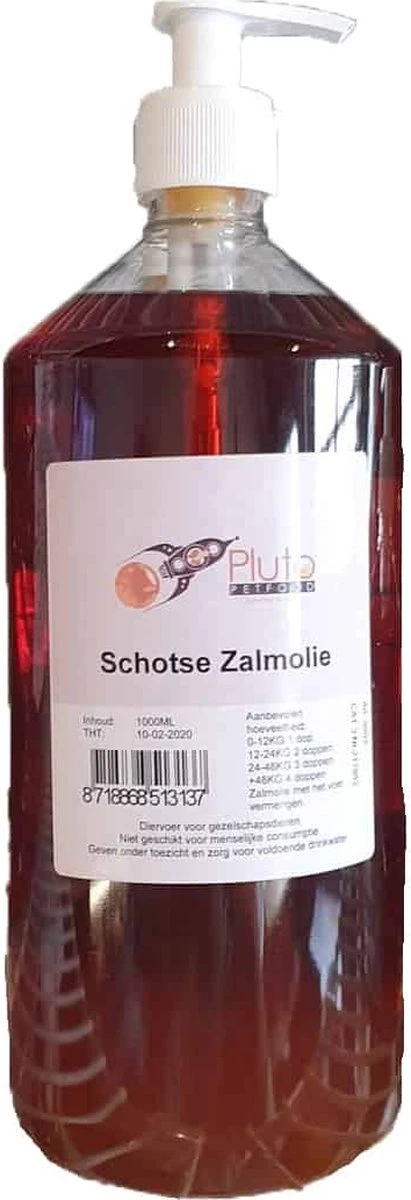 Pluto
PETFOOD
Schotse Zalmolie
Inhoud: 1000ML
THT: 10-02-2020
8718868513137
Aanbevolen
hoeveelheid:
0-12KG 1 dop
12-24KG 2 doppen
24-48KG 3 doppen
+48KG 4 doppen
Zalmolie met het voer
vermengen.
Diervoer voor gezelschapsdieren.
Niet geschikt voor menselijke consumptie.
Geven onder toezicht en zorg voor voldoende drinkwater